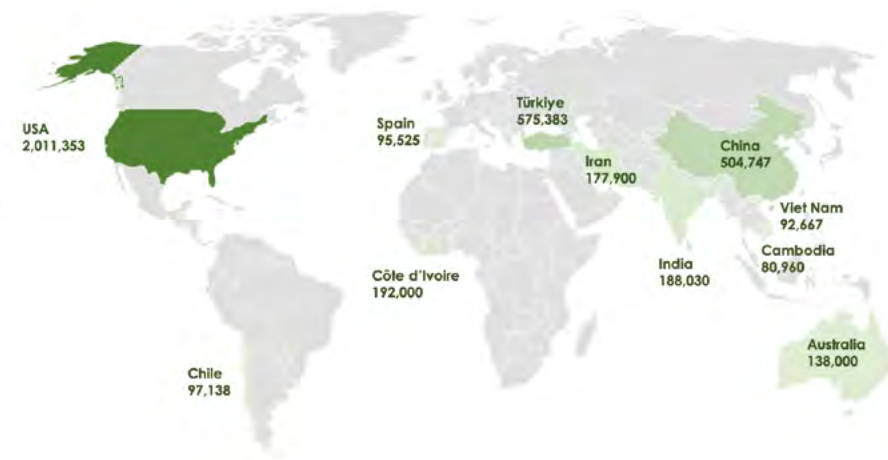 USA
2,011,353
Spain
95,525
Türkiye
575,383
Iran
177,900
China
504,747
Viet Nam
92,667
Cambodia
80,960
India
188,030
Côte d'Ivoire
192,000
Australia
138,000
Chile
97,138